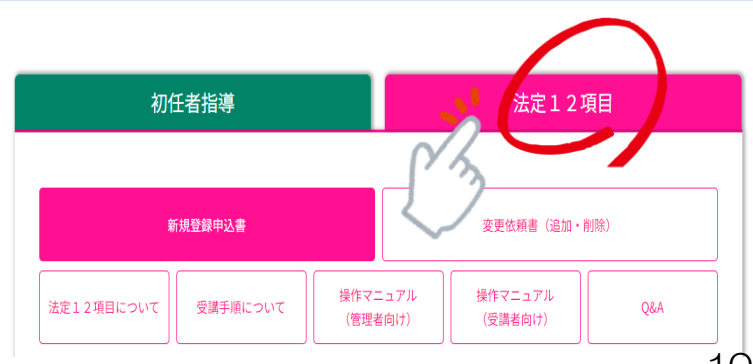 初任者指導
法定１２項目
新規登録申込書
変更依頼書（追加・削除）
法定１２項目について
受講手順について
操作マニュアル
（管理者向け）
操作マニュアル
（受講者向け）
Q&A